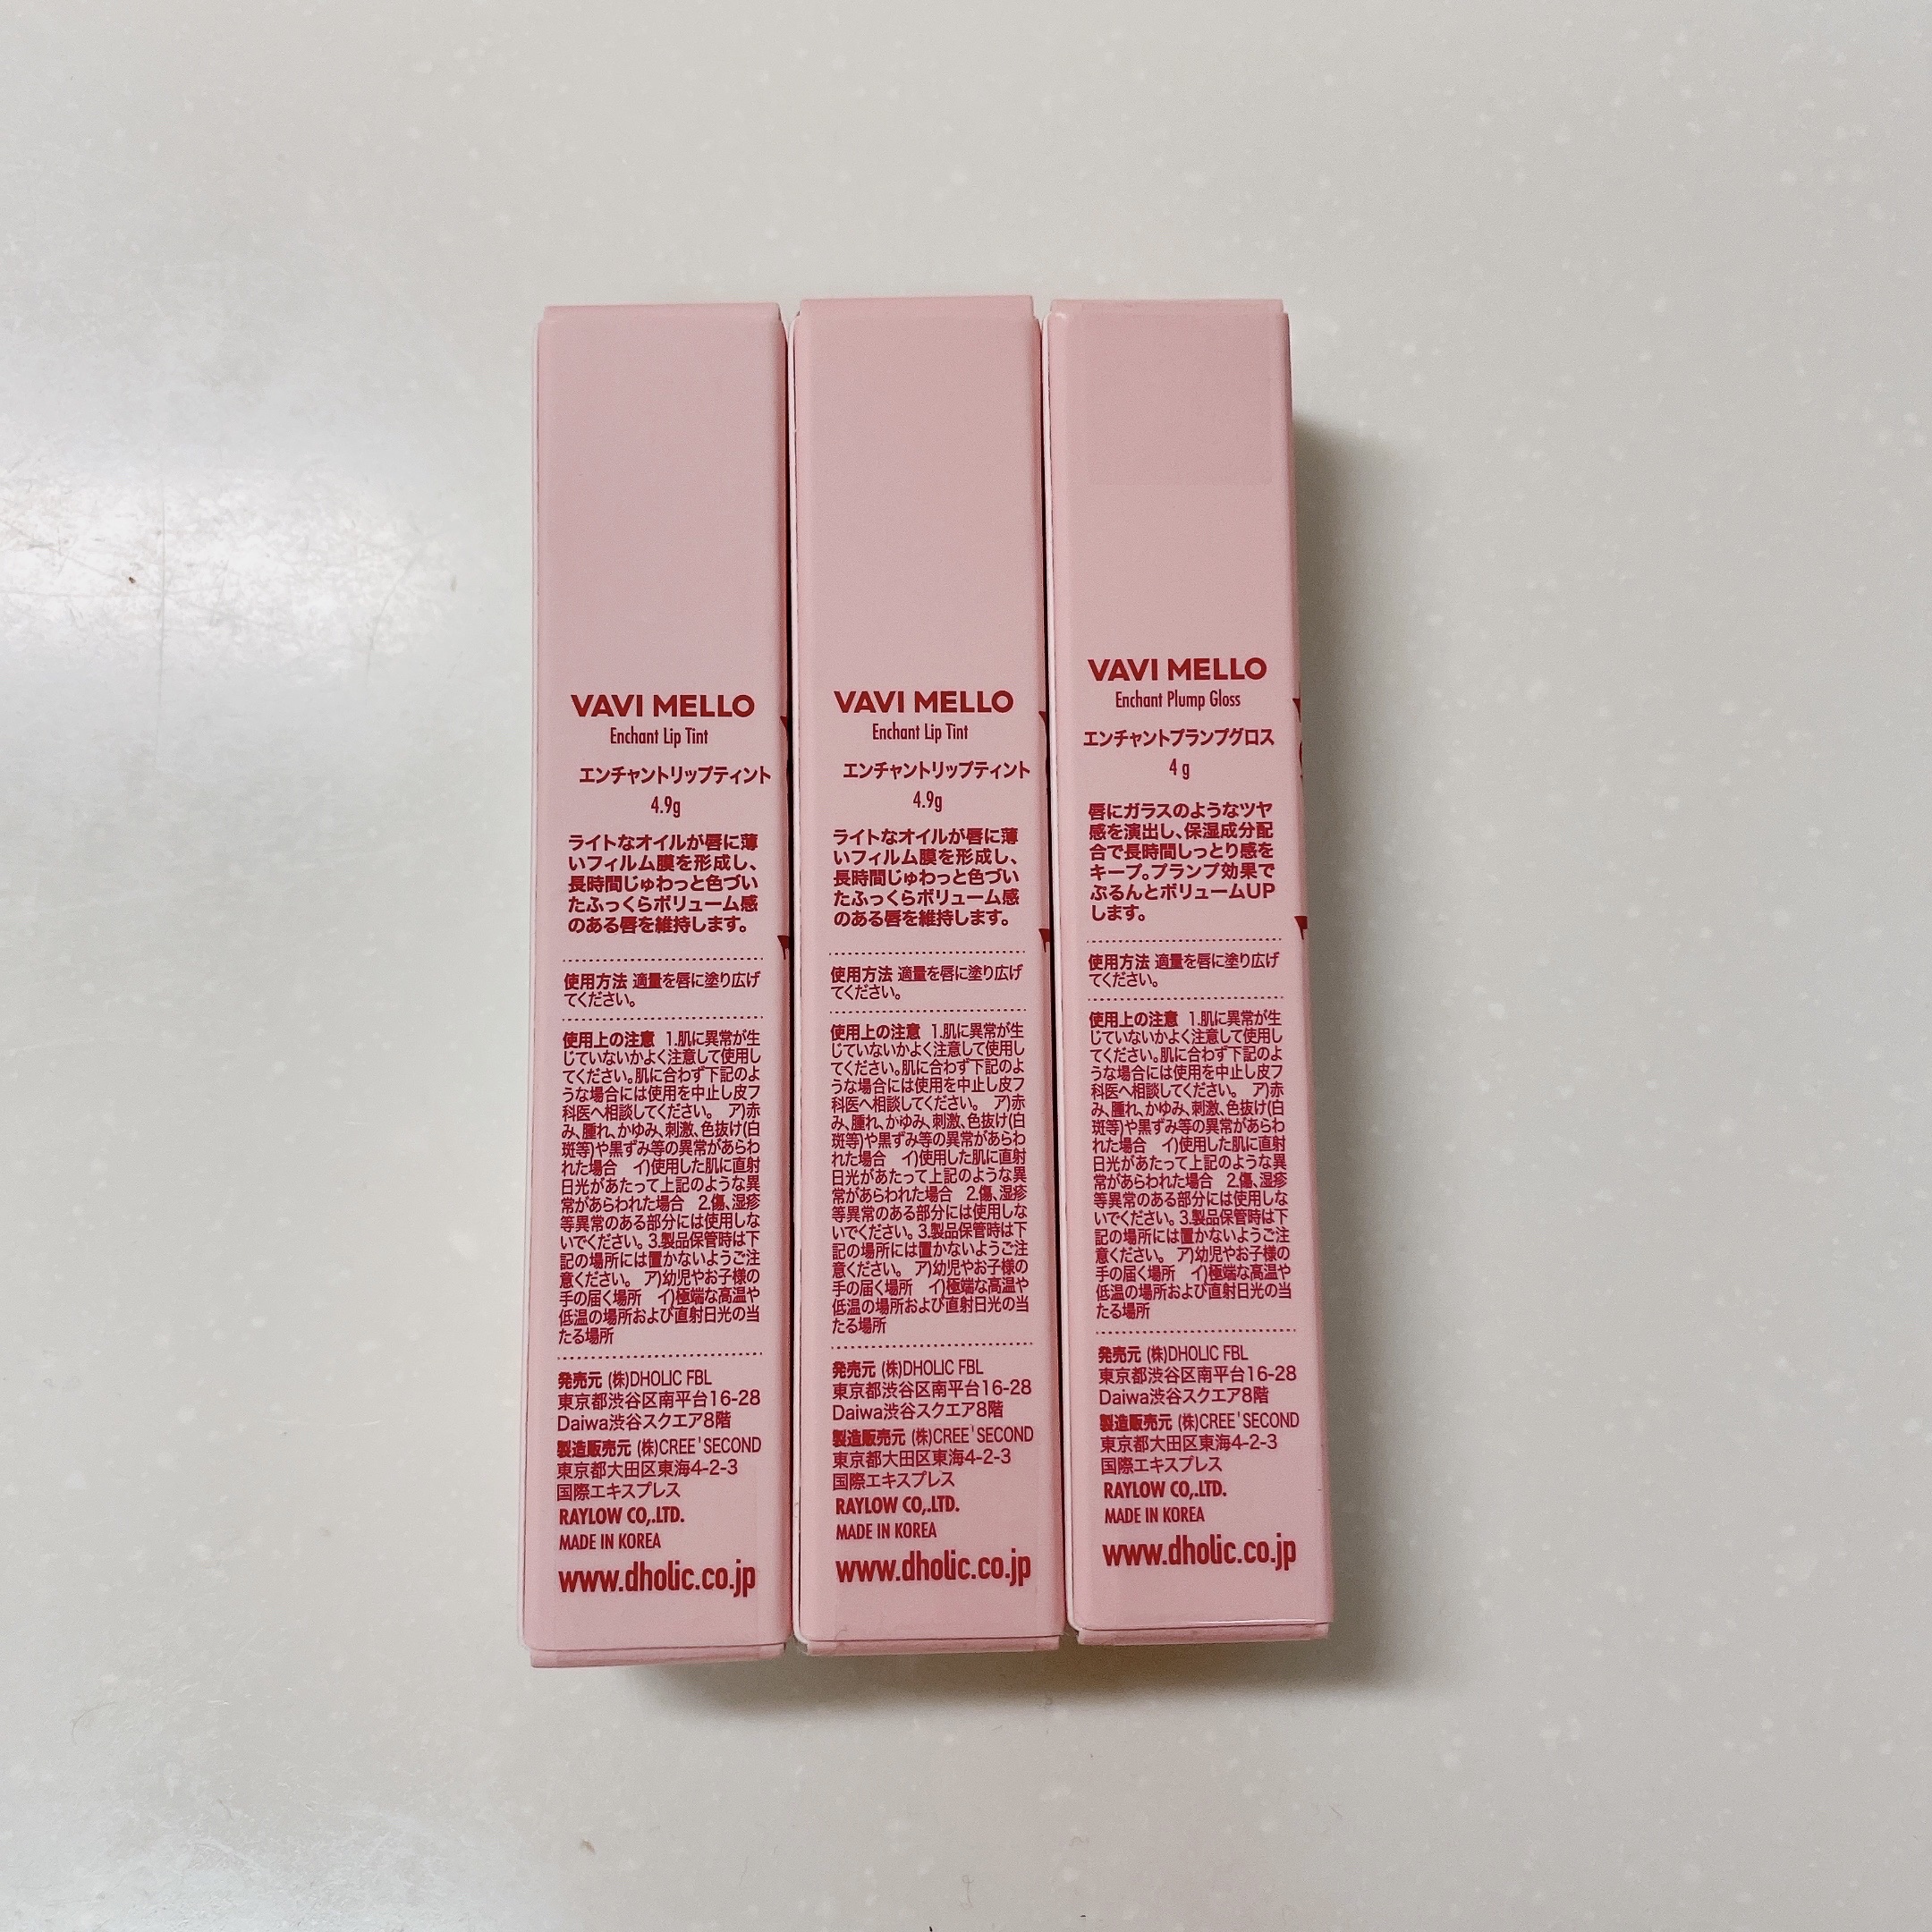 VAVI MELLO
Enchant Lip Tint
エンチャントリップティント
4.9g
ライトなオイルが唇に薄
いフィルム膜を形成し、
長時間じゅわっと色づい
たふっくらボリューム感
のある唇を維持します。
使用方法 適量を唇に塗り広げ
てください。
使用上の注意 1.肌に異常が生
じていないかよく注意して使用し
てください。肌に合わず下記のよ
うな場合には使用を中止し皮フ
科医へ相談してください。 ア)赤
み、腫れ、かゆみ、刺激、色抜け(白
斑等)や黒ずみ等の異常があらわ
れた場合 イ)使用した肌に直射
日光があたって上記のような異
常があらわれた場合 2.傷、湿疹
等異常のある部分には使用しな
いでください。3.製品保管時は下
記の場所には置かないようご注
意ください。 ア)幼児やお子様の
手の届く場所 イ)極端な高温や
低温の場所および直射日光の当
たる場所
発売元 (株)DHOLIC FBL
東京都渋谷区南平台16-28
Daiwa渋谷スクエア8階
製造販売元 (株)CREE'SECOND
東京都大田区東海4-2-3
国際エキスプレス
RAYLOW CO,.LTD.
MADE IN KOREA
www.dholic.co.jp
VAVI MELLO
Enchant Lip Tint
エンチャントリップティント
4.9g
ライトなオイルが唇に薄
いフィルム膜を形成し、
長時間じゅわっと色づい
たふっくらボリューム感
のある唇を維持します。
使用方法 適量を唇に塗り広げ
てください。
使用上の注意 1.肌に異常が生
じていないかよく注意して使用し
てください。肌に合わず下記のよ
うな場合には使用を中止し皮フ
科医へ相談してください。 ア)赤
み、腫れ、かゆみ、刺激、色抜け(白
斑等)や黒ずみ等の異常があらわ
れた場合 イ)使用した肌に直射
日光があたって上記のような異
常があらわれた場合 2.傷、湿疹
等異常のある部分には使用しな
いでください。3.製品保管時は下
記の場所には置かないようご注
意ください。 ア)幼児やお子様の
手の届く場所 イ)極端な高温や
低温の場所および直射日光の当
たる場所
発売元 (株)DHOLIC FBL
東京都渋谷区南平台16-28
Daiwa渋谷スクエア8階
製造販売元 (株)CREE'SECOND
東京都大田区東海4-2-3
国際エキスプレス
RAYLOW CO,.LTD.
MADE IN KOREA
www.dholic.co.jp
VAVI MELLO
Enchant Plump Gloss
エンチャントプランプグロス
4 g
唇にガラスのようなツヤ
感を演出し、保湿成分配
合で長時間しっとり感を
キープ。プランプ効果で
ぷるんとボリュームUP
します。
使用方法 適量を唇に塗り広げ
てください。
使用上の注意 1.肌に異常が生
じていないかよく注意して使用し
てください。肌に合わず下記のよ
うな場合には使用を中止し皮フ
科医へ相談してください。 ア)赤
み、腫れ、かゆみ、刺激、色抜け(白
斑等)や黒ずみ等の異常があらわ
れた場合 イ)使用した肌に直射
日光があたって上記のような異
常があらわれた場合 2.傷、湿疹
等異常のある部分には使用しな
いでください。3.製品保管時は下
記の場所には置かないようご注
意ください。 ア)幼児やお子様の
手の届く場所 イ)極端な高温や
低温の場所および直射日光の当
たる場所
発売元 (株)DHOLIC FBL
東京都渋谷区南平台16-28
Daiwa渋谷スクエア8階
製造販売元 (株)CREE'SECOND
東京都大田区東海4-2-3
国際エキスプレス
RAYLOW CO,.LTD.
MADE IN KOREA
www.dholic.co.jp